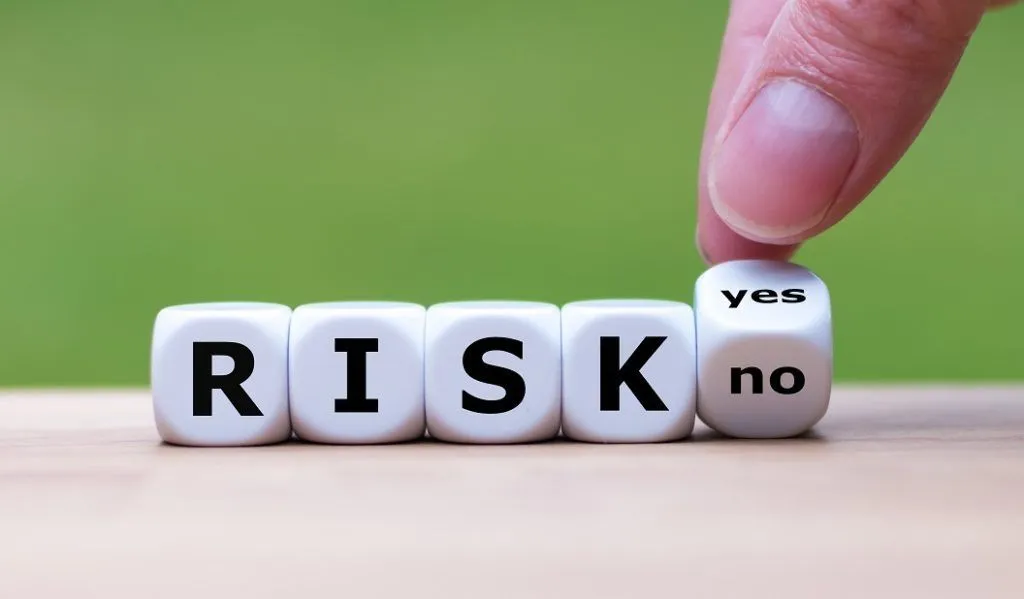 RISK
yes
no